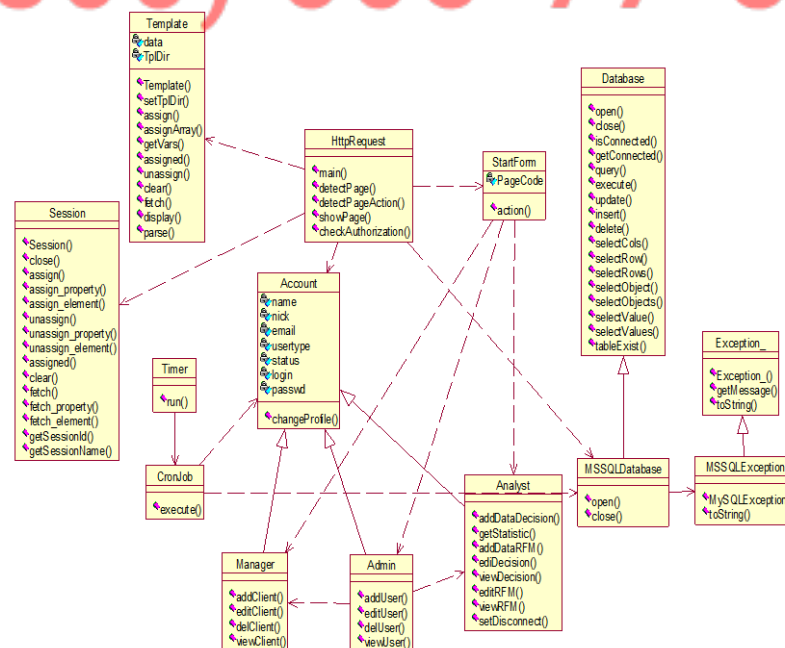 Template
data
TplDir
Template()
setTplDir()
assign()
assignArray()
getVars()
assigned()
unassign()
clear()
fetch()
display()
parse()
HttpRequest
main()
detectPage()
detectPageAction()
showPage()
checkAuthorization()
StartForm
PageCode
action()
Database
open()
close()
isConnected()
getConnected()
query()
execute()
update()
insert()
delete()
selectCols()
selectRow()
selectRows()
selectObject()
selectObjects()
selectValue()
selectValues()
tableExist()
Session
Session()
close()
assign()
assign_property()
assign_element()
unassign()
unassign_property()
unassign_element()
assigned()
clear()
fetch()
fetch_property()
fetch_element()
getSessionId()
getSessionName()
Account
name
nick
email
usertype
status
login
passwd
changeProfile()
Timer
run()
Exception_
Exception_()
getMessage()
toString()
CronJob
execute()
Analyst
addDataDecision()
getStatistic()
addDataRFM()
ediDecision()
viewDecision()
editRFM()
viewRFM()
setDisconnect()
MSSQLDatabase
open()
close()
MSSQLException
MySQLException
toString()
Manager
addClient()
editClient()
delClient()
viewClient()
Admin
addUser()
editUser()
delUser()
viewUser()